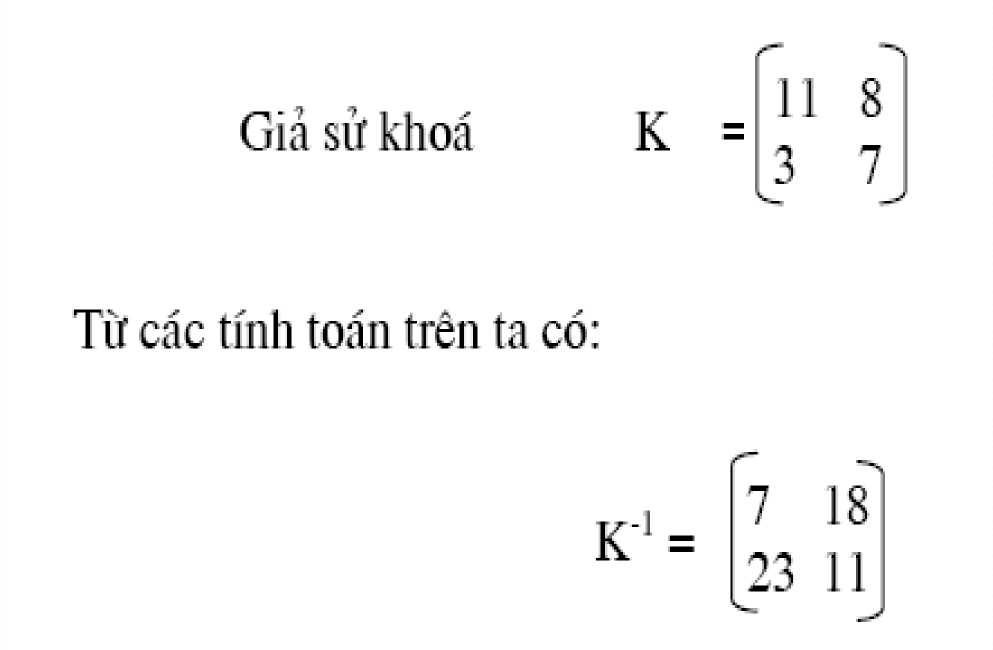 Giả sử khoá K = 11 8
3 7
Từ các tính toán trên ta có:
K-1 = 7 18
23 11